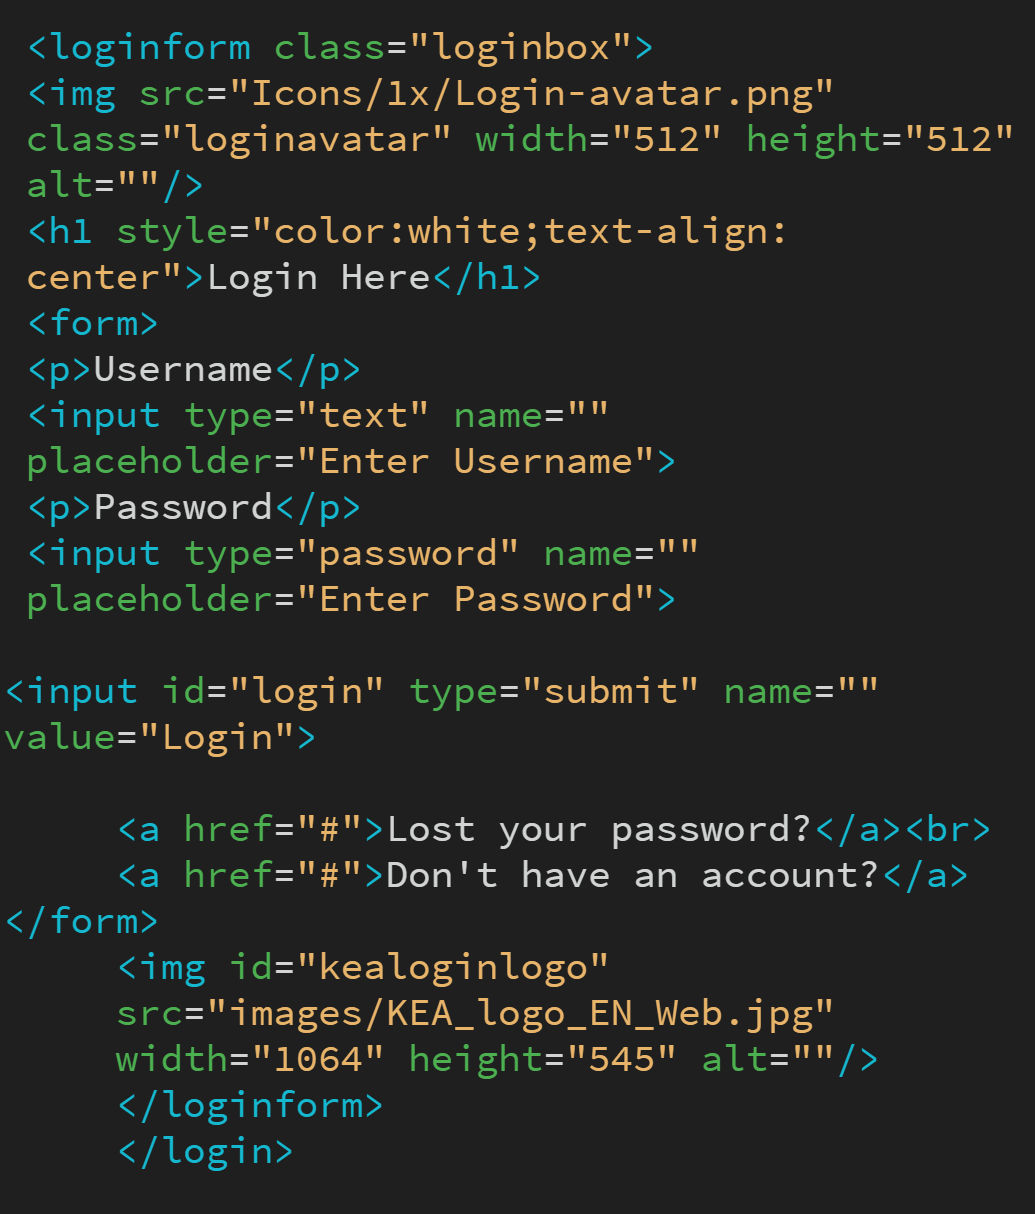 <loginform class="loginbox">
<img src="Icons/1x/Login-avatar.png"
class="loginavatar" width="512" height="512"
alt=""/>
<h1 style="color:white;text-align:
center">Login Here</h1>
<form>
<p>Username</p>
<input type="text" name=""
placeholder="Enter Username">
<p>Password</p>
<input type="password" name=""
placeholder="Enter Password">
<input id="login" type="submit" name=""
value="Login">
<a href="#">Lost your password?</a><br>
<a href="#">Don't have an account?</a>
</form>
<img id="kealoginlogo"
src="images/KEA_logo_EN_Web.jpg"
width="1064" height="545" alt=""/>
</loginform>
</login>